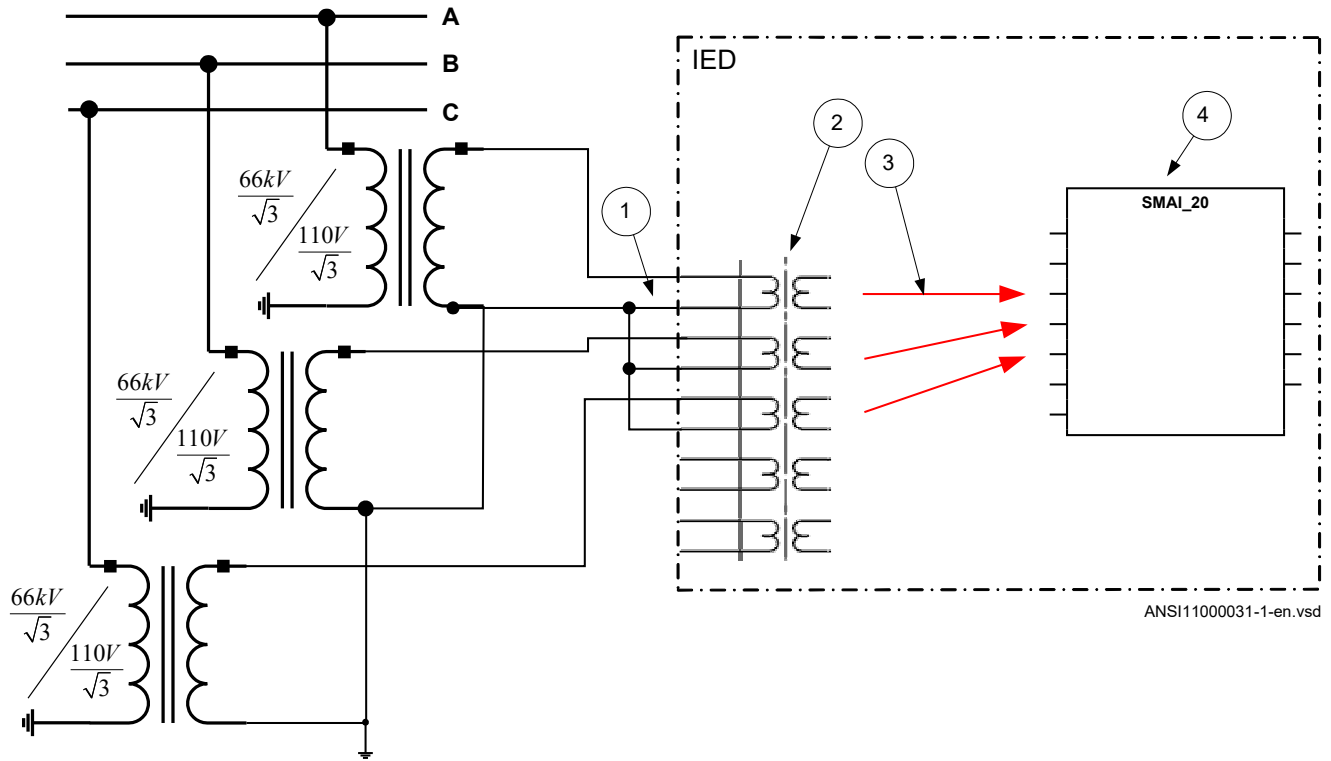 A
B
C
IED
2
4
3
1
SMAI_20
66kV
√3
110V
√3
66kV
√3
110V
√3
66kV
√3
110V
√3
ANSI11000031-1-en.vsd